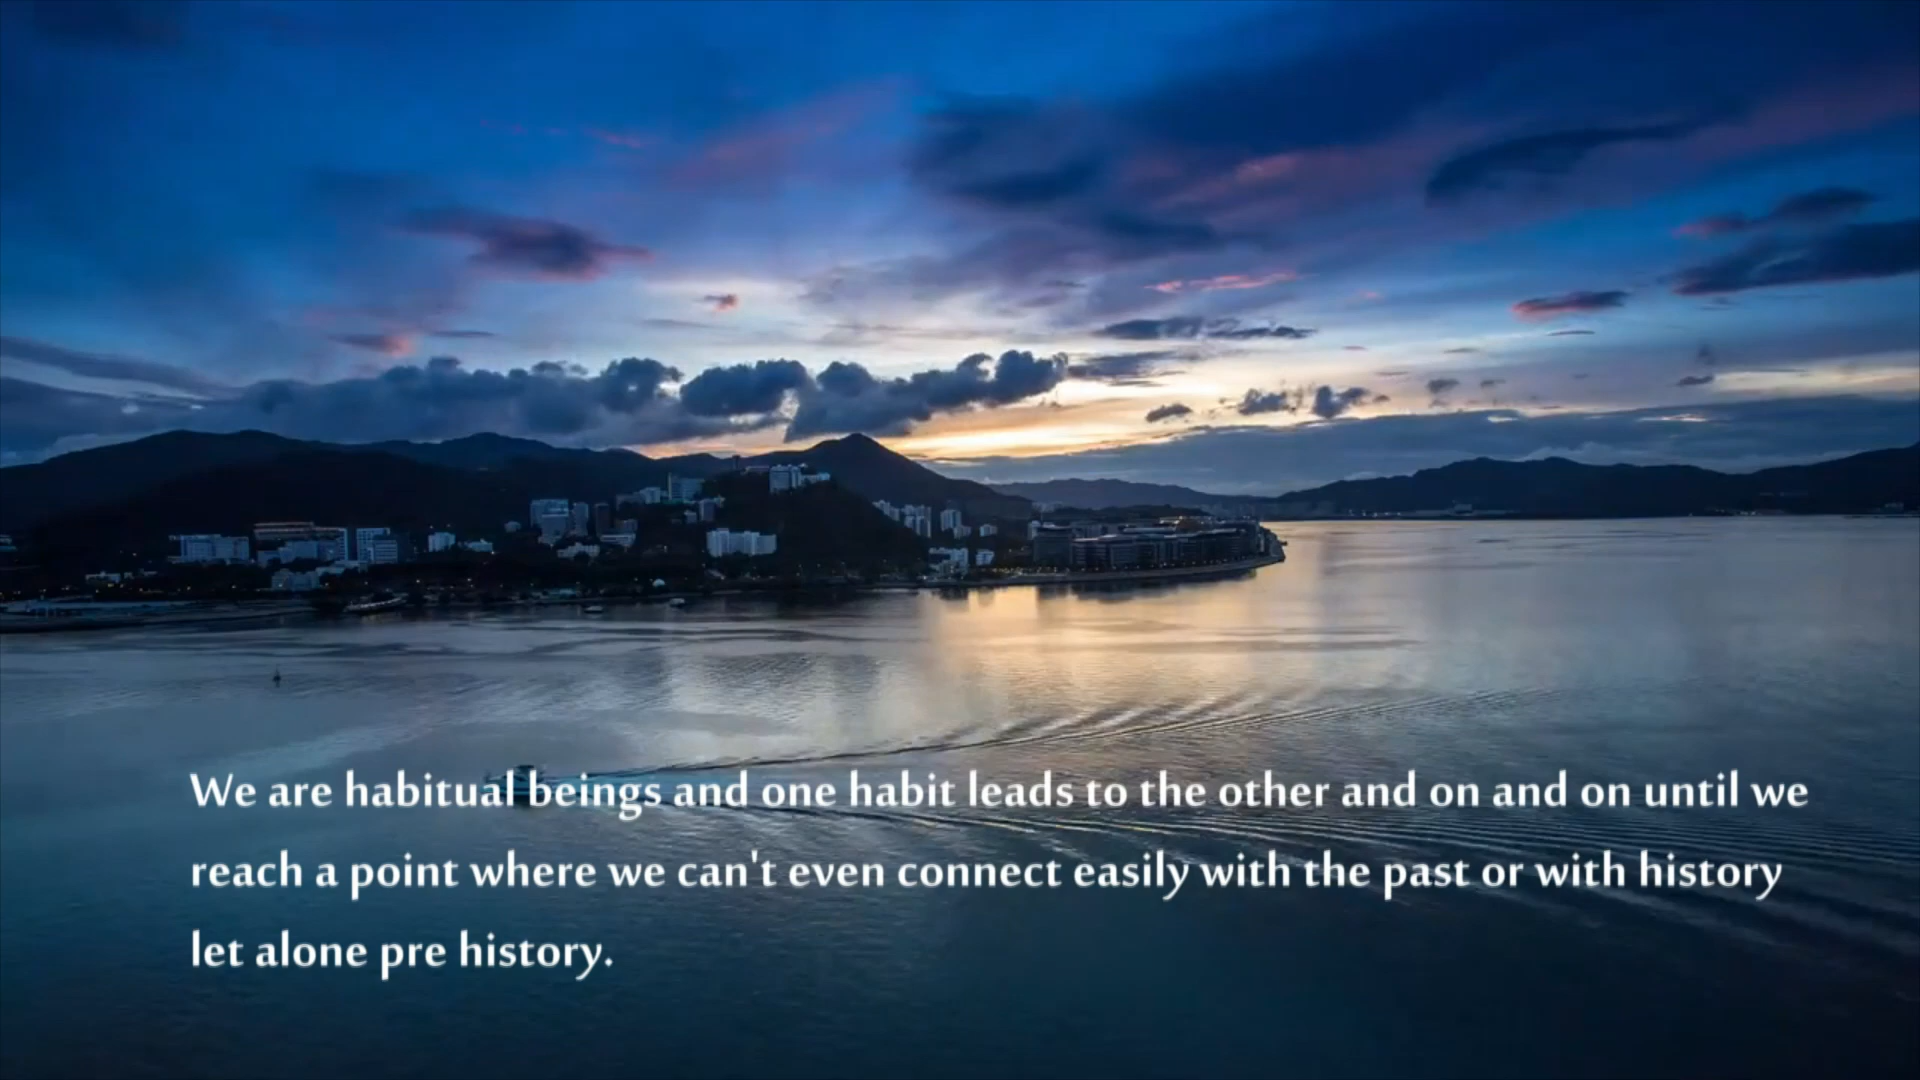 We are habitual beings and one habit leads to the other and on and on until we
reach a point where we can't even connect easily with the past or with history
let alone pre history.